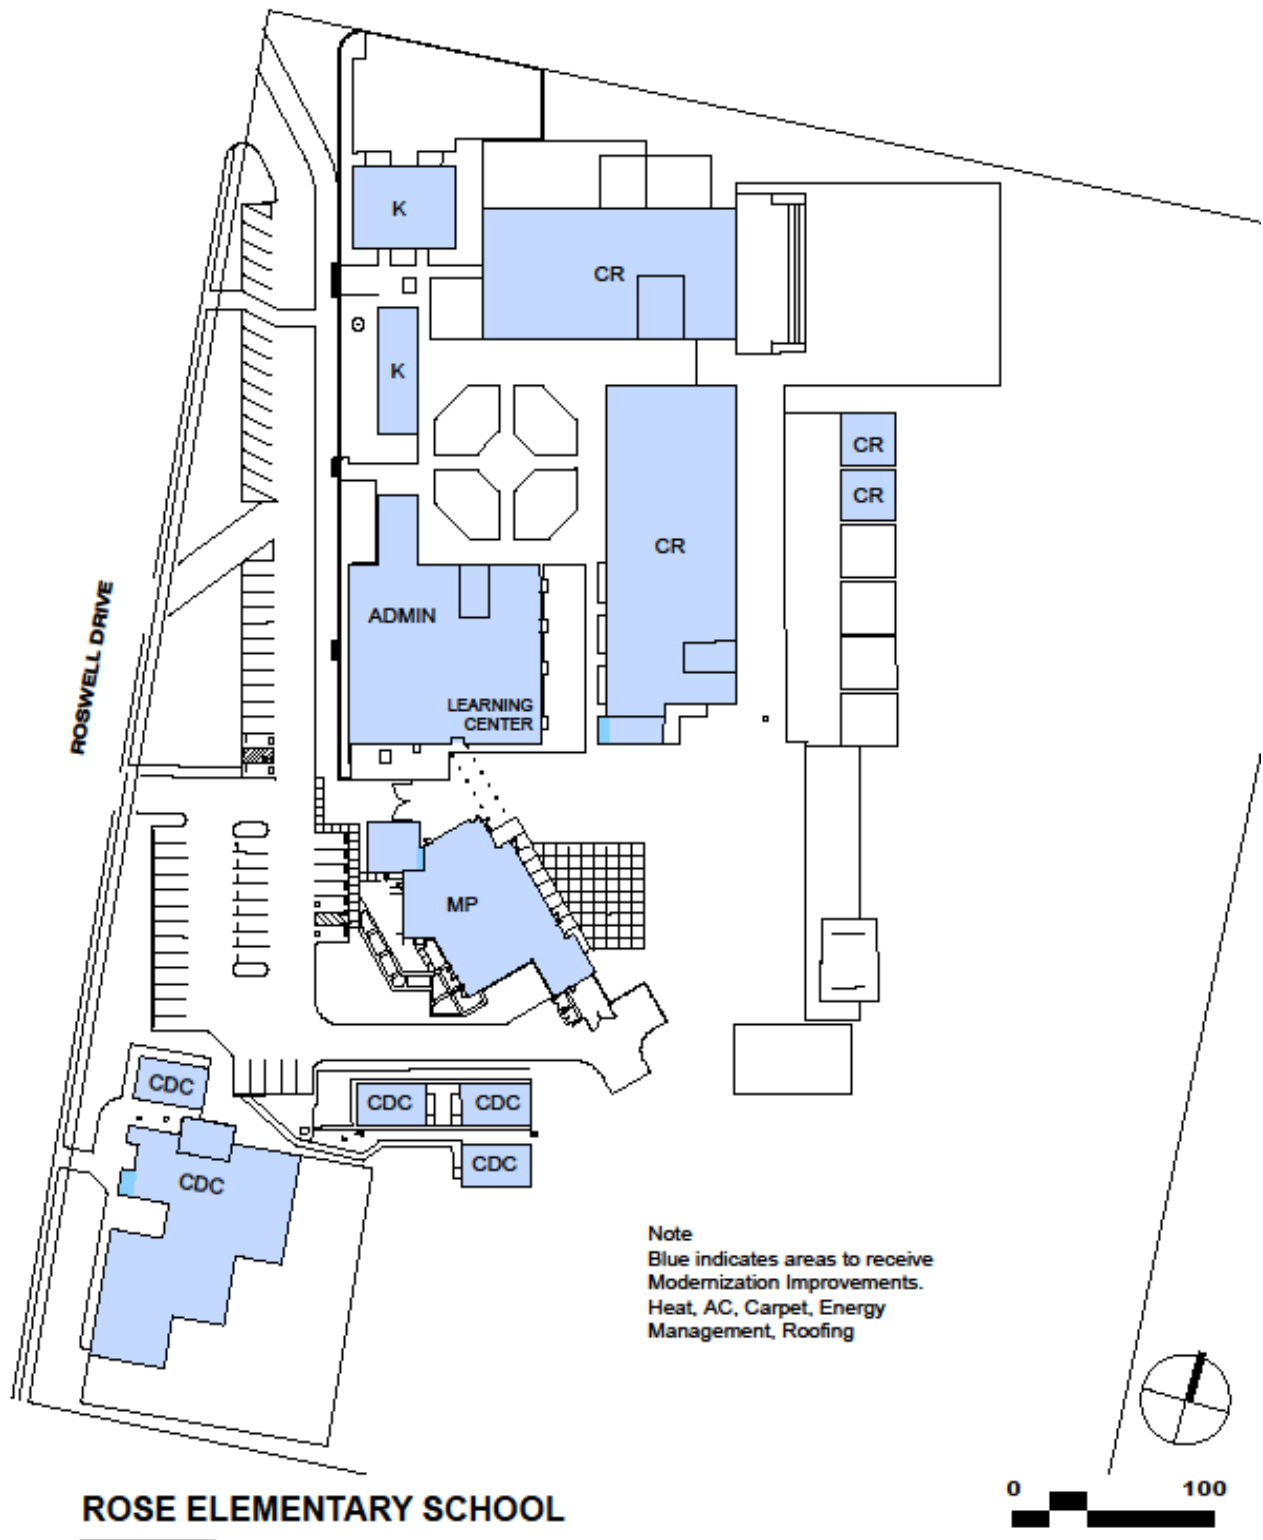 K
CR
K
CR
CR
CR
ADMIN
LEARNING
CENTER
ROSWELL DRIVE
MP
CDC
CDC
CDC
CDC
CDC
Note
Blue indicates areas to receive
Modernization Improvements.
Heat, AC, Carpet, Energy
Management, Roofing
ROSE ELEMENTARY SCHOOL
0 100